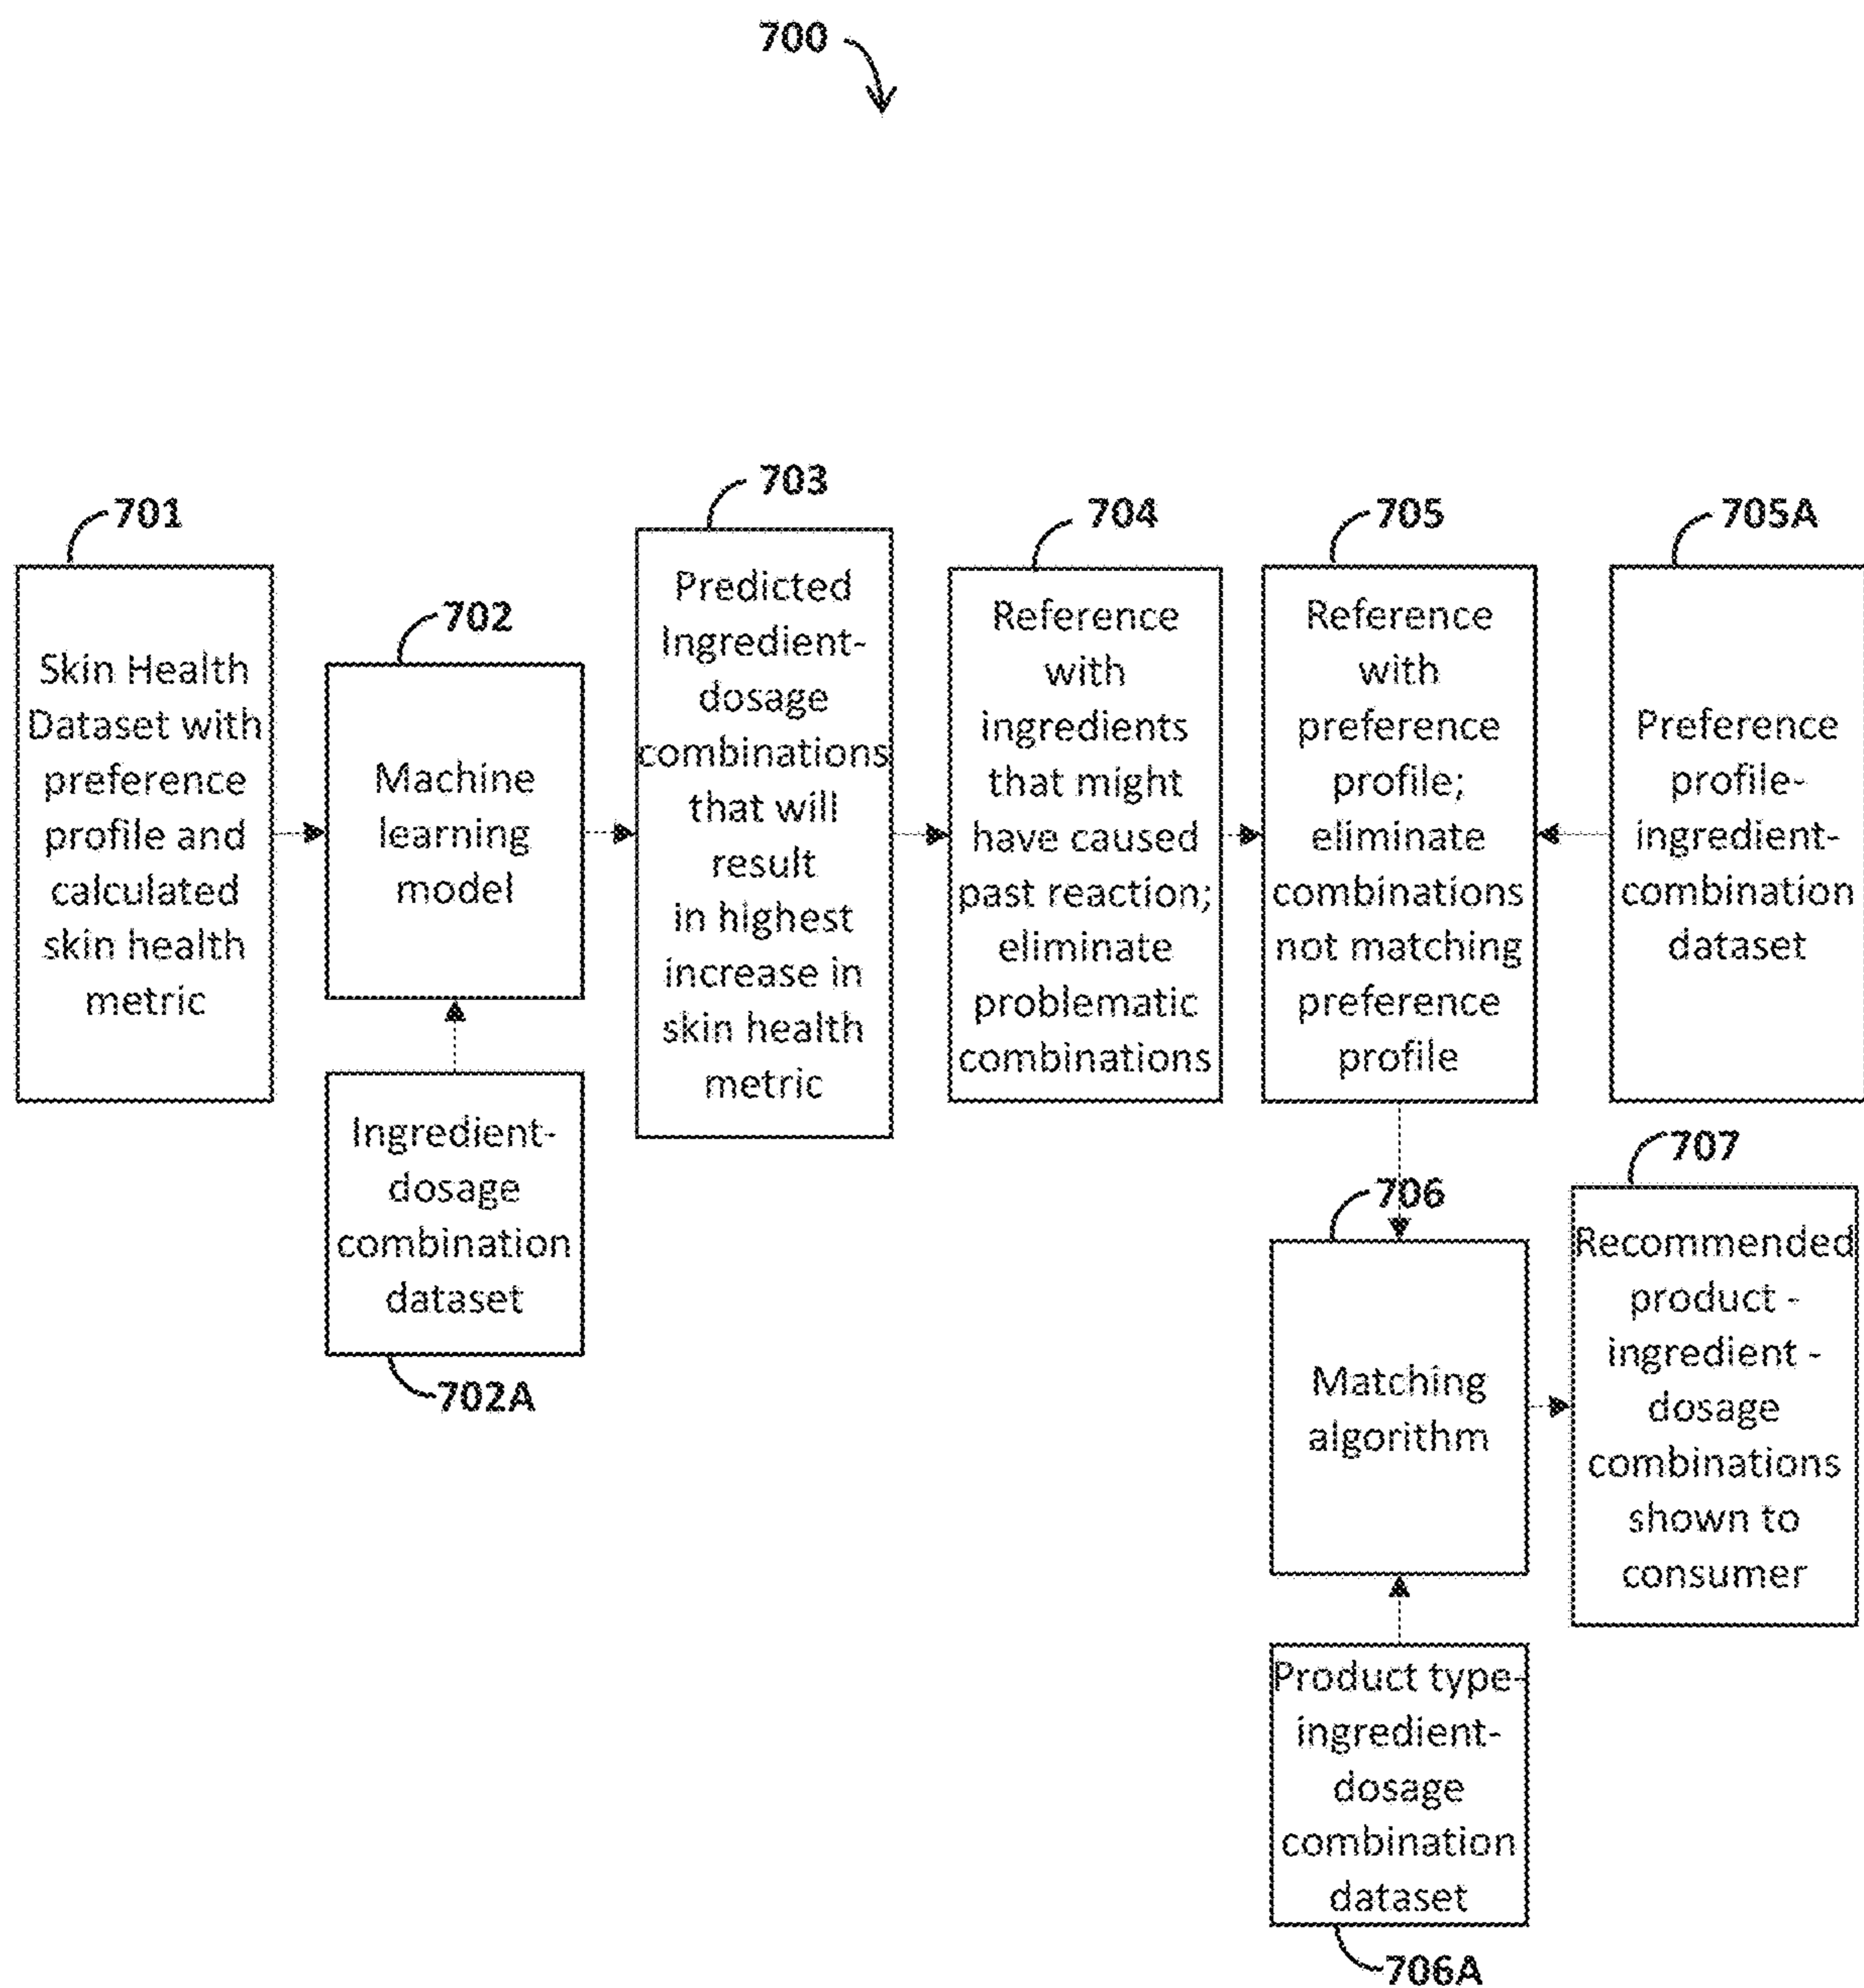 700
701
Skin Health
Dataset with
preference
profile and
calculated
skin health
metric
702
Machine
learning
model
Ingredient-
dosage
combination
dataset
702A
703
Predicted
Ingredient-
dosage
combinations
that will
result
in highest
increase in
skin health
metric
704
Reference
with
ingredients
that might
have caused
past reaction;
eliminate
problematic
combinations
705
Reference
with
preference
profile;
eliminate
combinations
not matching
preference
profile
705A
Preference
profile-
ingredient-
combination
dataset
706
Matching
algorithm
Product type-
ingredient-
dosage
combination
dataset
706A
707
Recommended
product -
ingredient -
dosage
combinations
shown to
consumer